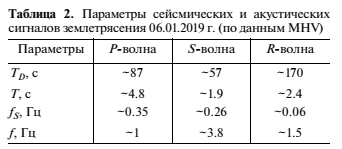 Таблица 2. Параметры сейсмических и акустических
сигналов землетрясения 06.01.2019 г. (по данным MHV)
Параметры P-волна S-волна R-волна
T_D, с ~87 ~57 ~170
T, с ~4.8 ~1.9 ~2.4
f_S, Гц ~0.35 ~0.26 ~0.06
f, Гц ~1 ~3.8 ~1.5